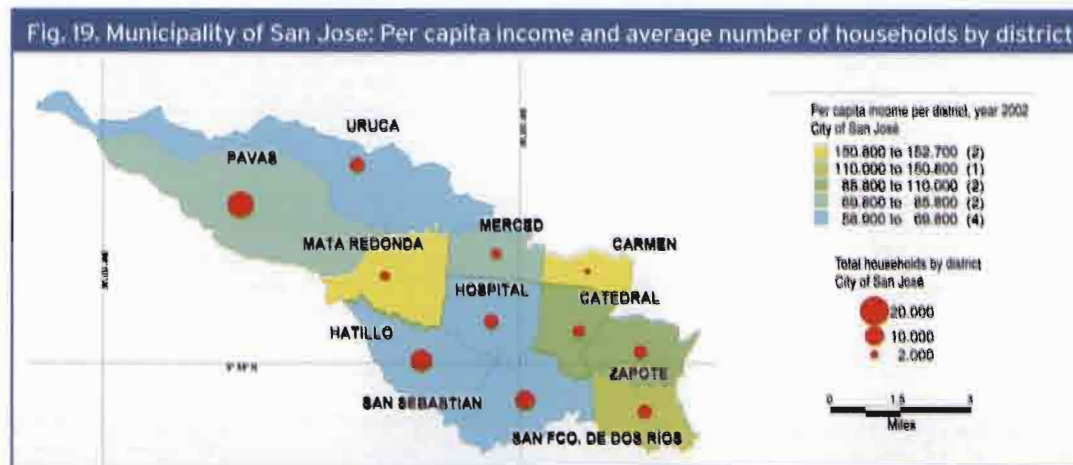 Fig. 19. Municipality of San Jose: Per capita income and average number of households by district
URUCA
PAVAS
MERCED
MATA REDONDA
CARMEN
HOSPITAL
CATEDRAL
HATILLO
ZAPOTE
SAN SEBASTIAN
SAN FCO. DE DOS RÍOS
Per capita income per district, year 2002
City of San José
150.800 to 152.700 (2)
110.000 to 150.800 (1)
85.800 to 110.000 (2)
69.800 to 85.800 (2)
58.000 to 69.800 (4)
Total households by district
City of San José
20.000
10.000
2.000
0 1.5 3
Miles